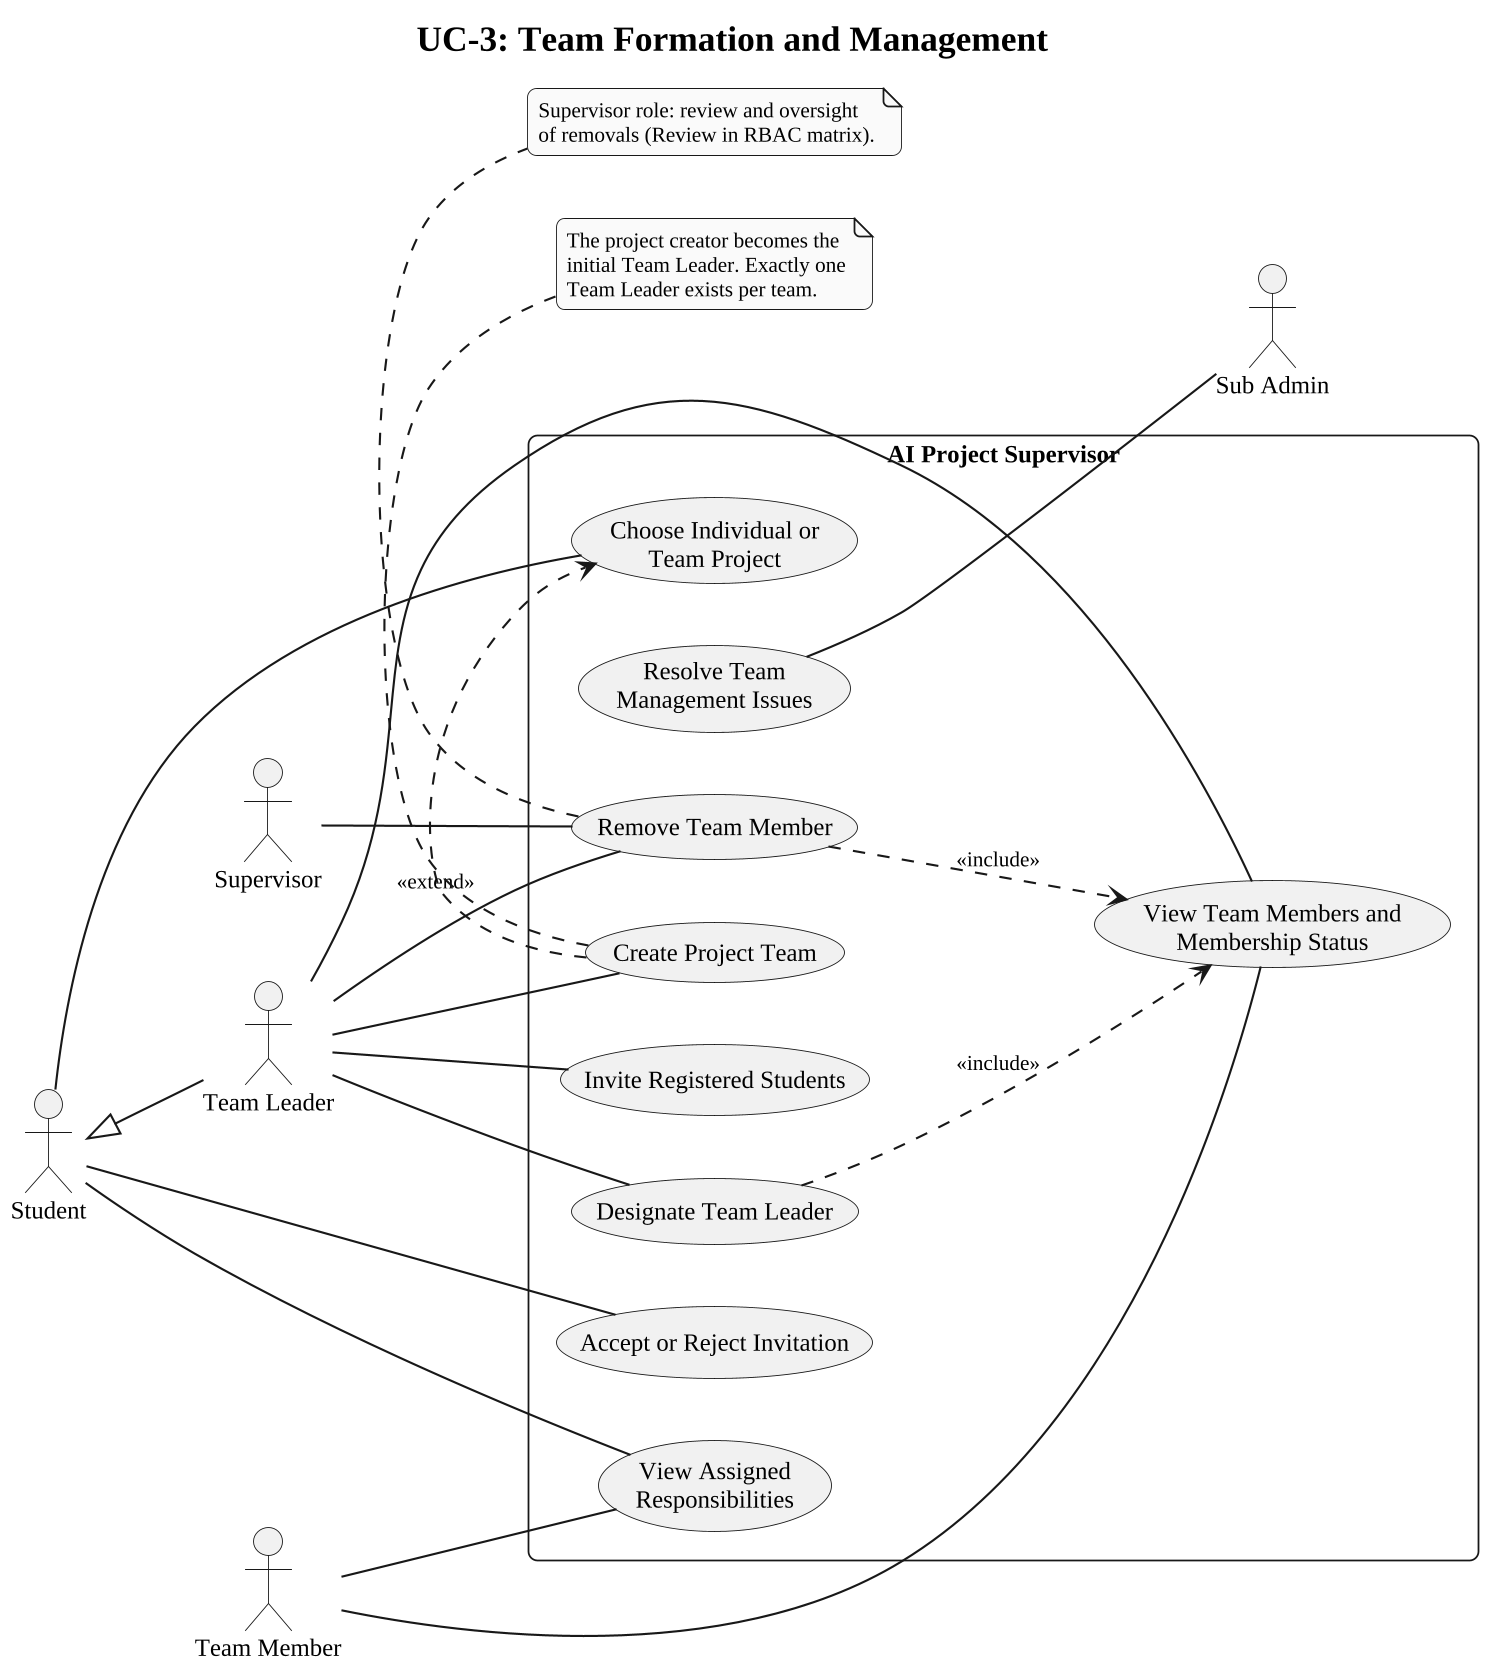 UC-3: Team Formation and Management
Supervisor role: review and oversight
of removals (Review in RBAC matrix).
The project creator becomes the
initial Team Leader. Exactly one
Team Leader exists per team.
Sub Admin
AI Project Supervisor
Choose Individual or
Team Project
Resolve Team
Management Issues
Supervisor
Remove Team Member
«include»
«extend»
View Team Members and
Membership Status
Create Project Team
Team Leader
Invite Registered Students
«include»
Student
Designate Team Leader
Accept or Reject Invitation
View Assigned
Responsibilities
Team Member